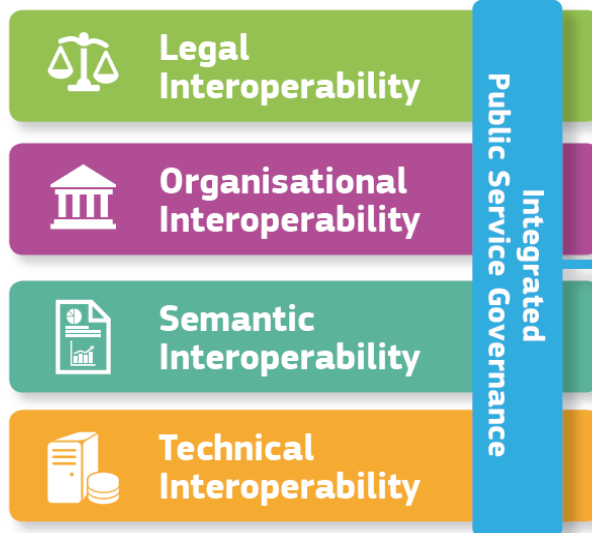 Legal
Interoperability
Organisational
Interoperability
Semantic
Interoperability
Technical
Interoperability
Integrated
Public Service Governance